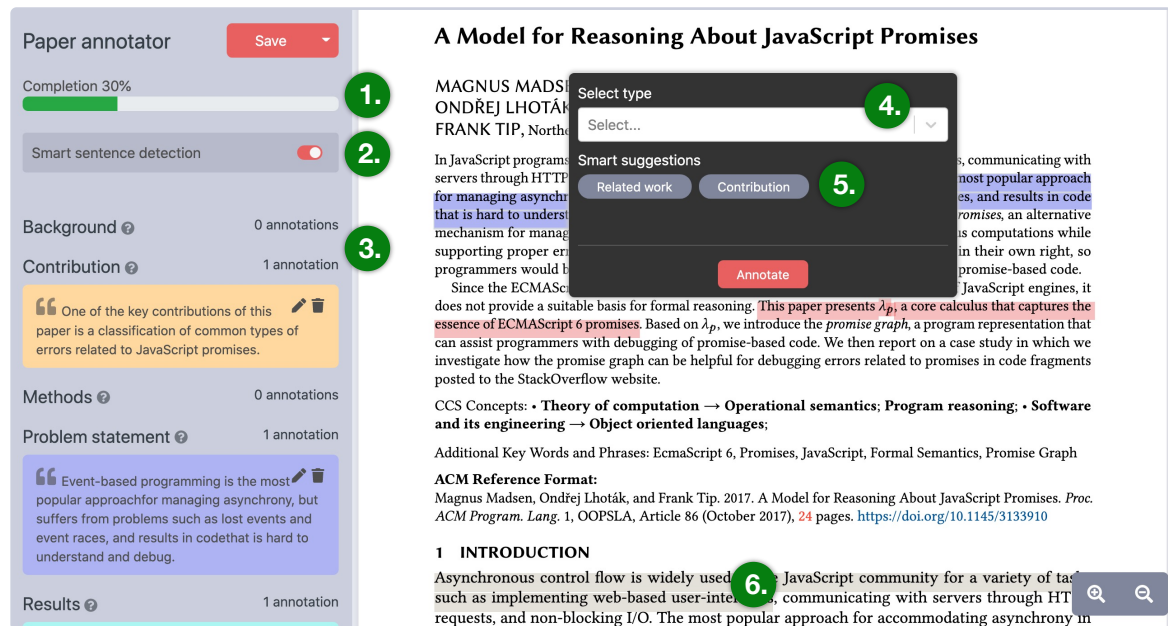 Paper annotator
Save
Completion 30%
1.
Smart sentence detection
2.
Background ?
0 annotations
3.
Contribution ?
1 annotation
One of the key contributions of this
paper is a classification of common types of
errors related to JavaScript promises.
Methods ?
0 annotations
Problem statement ?
1 annotation
Event-based programming is the most
popular approachfor managing asynchrony, but
suffers from problems such as lost events and
event races, and results in codethat is hard to
understand and debug.
Results ?
1 annotation
A Model for Reasoning About JavaScript Promises
MAGNUS MADS
ONDŘEJ LHOTÁK
FRANK TIP, Northe
Select type
4.
Select...
Smart suggestions
Related work
Contribution
5.
Annotate
In JavaScript programs s, communicating with
servers through HTTP most popular approach
for managing asynchr es, and results in code
that is hard to underst romises, an alternative
mechanism for manag s computations while
supporting proper er in their own right, so
programmers would b promise-based code.
Since the ECMASc JavaScript engines, it
does not provide a suitable basis for formal reasoning. This paper presents λp, a core calculus that captures the
essence of ECMAScript 6 promises. Based on λp, we introduce the promise graph, a program representation that
can assist programmers with debugging of promise-based code. We then report on a case study in which we
investigate how the promise graph can be helpful for debugging errors related to promises in code fragments
posted to the StackOverflow website.
CCS Concepts: • Theory of computation → Operational semantics; Program reasoning; • Software
and its engineering → Object oriented languages;
Additional Key Words and Phrases: EcmaScript 6, Promises, JavaScript, Formal Semantics, Promise Graph
ACM Reference Format:
Magnus Madsen, Ondřej Lhoták, and Frank Tip. 2017. A Model for Reasoning About JavaScript Promises. Proc.
ACM Program. Lang. 1, OOPSLA, Article 86 (October 2017), 24 pages. https://doi.org/10.1145/3133910
1 INTRODUCTION
Asynchronous control flow is widely used JavaScript community for a variety of
6.
such as implementing web-based user-inte , communicating with servers through HT
requests, and non-blocking I/O. The most popular approach for accommodating asynchrony in